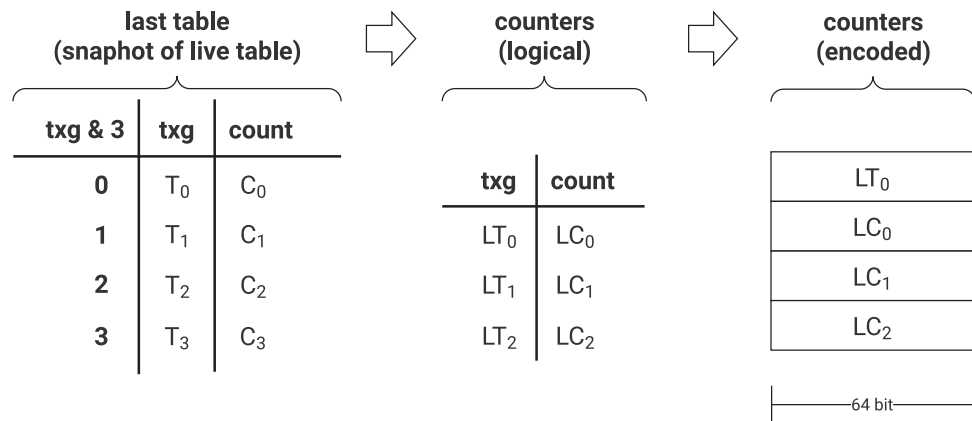 last table
(snaphot of live table)
counters
(logical)
counters
(encoded)
txg & 3 txg count
0 T0 C0
1 T1 C1
2 T2 C2
3 T3 C3
txg count
LT0 LC0
LT1 LC1
LT2 LC2
LT0
LC0
LC1
LC2
64 bit